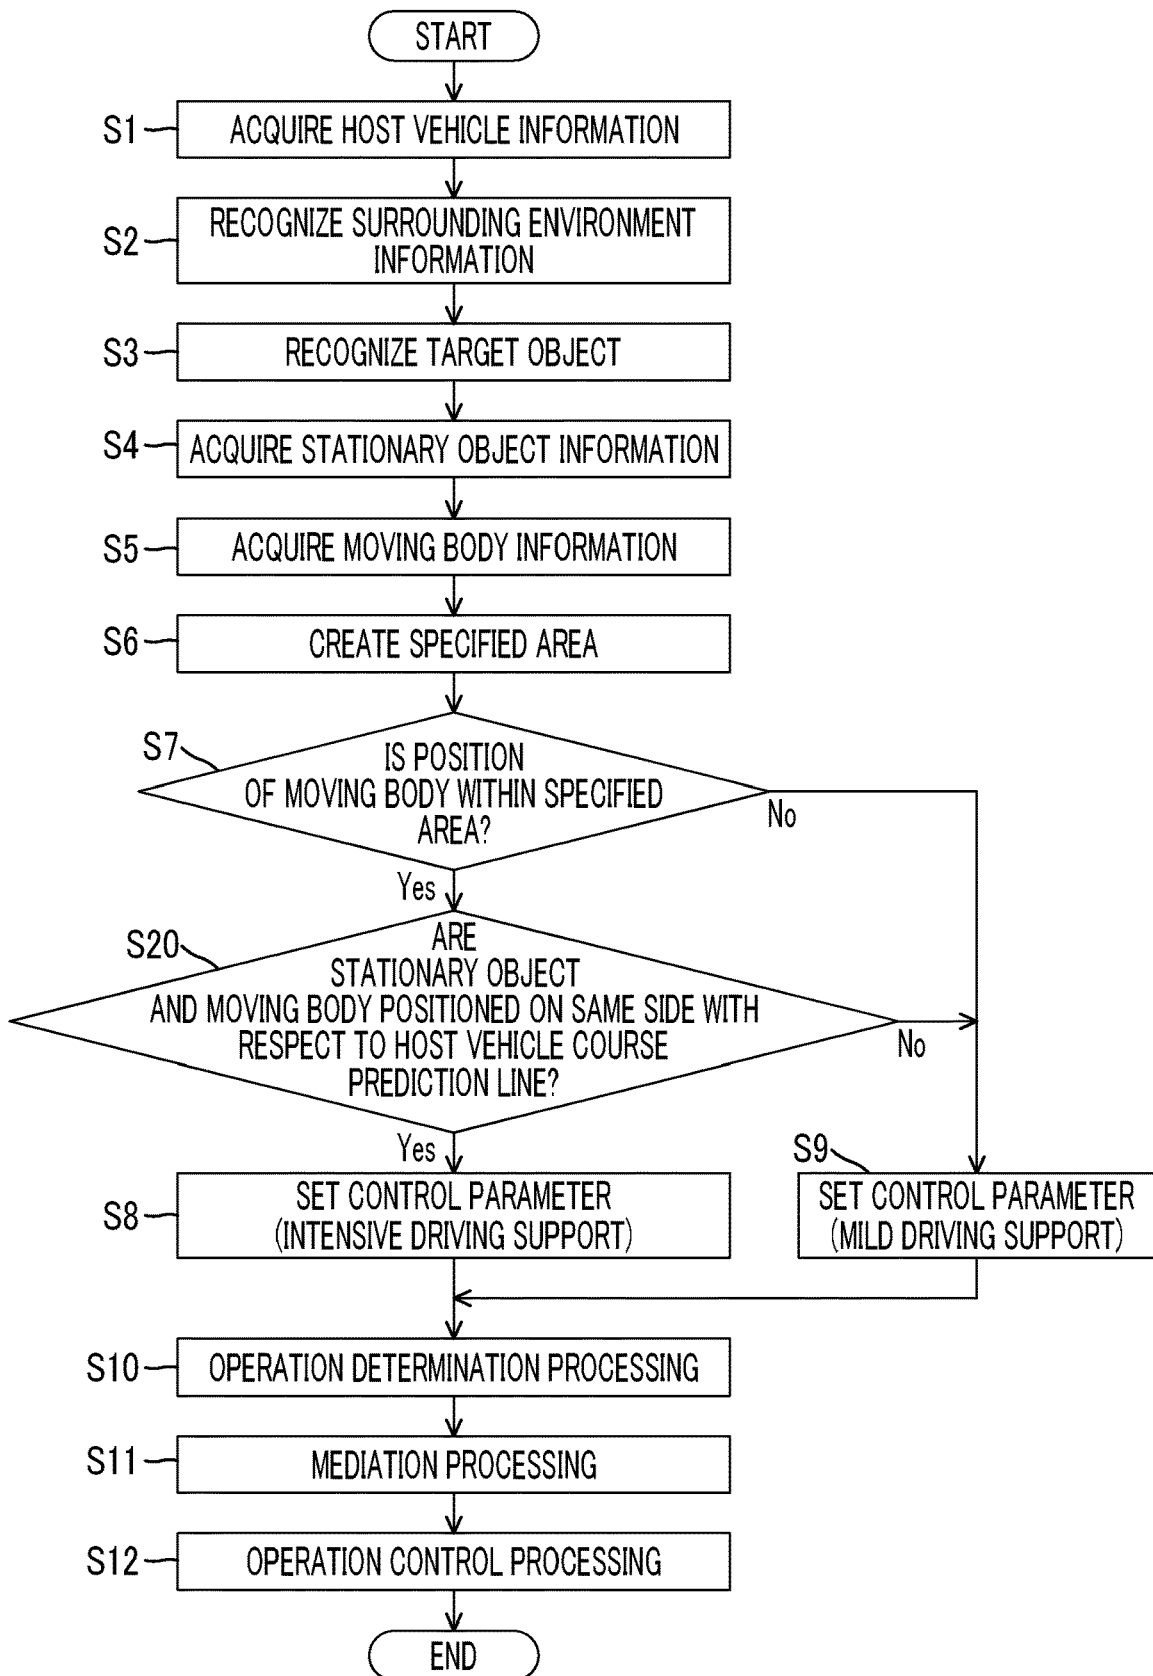 START
S1
ACQUIRE HOST VEHICLE INFORMATION
S2
RECOGNIZE SURROUNDING ENVIRONMENT
INFORMATION
S3
RECOGNIZE TARGET OBJECT
S4
ACQUIRE STATIONARY OBJECT INFORMATION
S5
ACQUIRE MOVING BODY INFORMATION
S6
CREATE SPECIFIED AREA
S7
IS POSITION
OF MOVING BODY WITHIN SPECIFIED
AREA?
No
Yes
S20
ARE
STATIONARY OBJECT
AND MOVING BODY POSITIONED ON SAME SIDE WITH
RESPECT TO HOST VEHICLE COURSE
PREDICTION LINE?
No
Yes
S8
SET CONTROL PARAMETER
(INTENSIVE DRIVING SUPPORT)
S9
SET CONTROL PARAMETER
(MILD DRIVING SUPPORT)
S10
OPERATION DETERMINATION PROCESSING
S11
MEDIATION PROCESSING
S12
OPERATION CONTROL PROCESSING
END